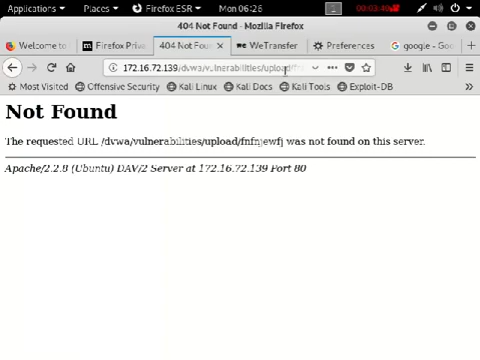 Applications Places Firefox ESR Mon 06:26
404 Not Found - Mozilla Firefox
Welcome to Firefox Priva 404 Not Foun WeTransfer Preferences google - Goo
172.16.72.139/dvwa/vulnerabilities/upload/
Most Visited Offensive Security Kali Linux Kali Docs Kali Tools Exploit-DB
Not Found
The requested URL /dvwa/vulnerabilities/upload/fnfnjewfj was not found on this server.
Apache/2.2.8 (Ubuntu) DAV/2 Server at 172.16.72.139 Port 80